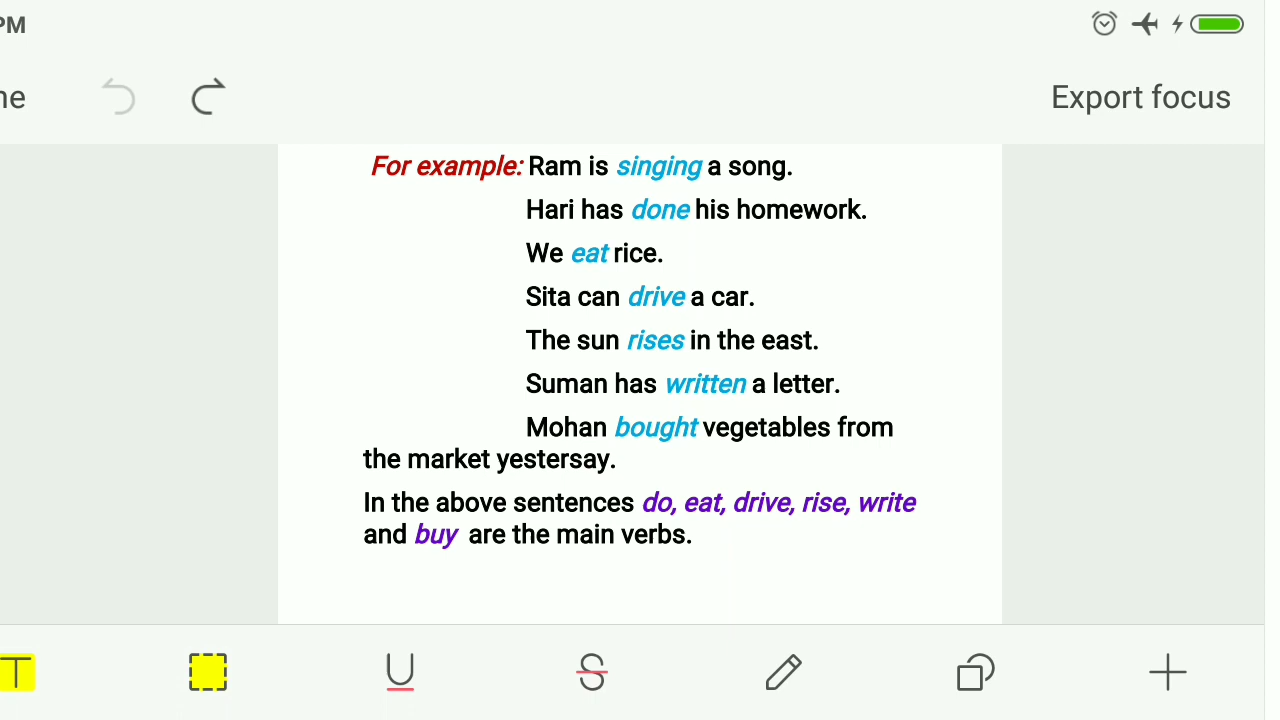 PM
ne
Export focus
For example: Ram is singing a song.
Hari has done his homework.
We eat rice.
Sita can drive a car.
The sun rises in the east.
Suman has written a letter.
Mohan bought vegetables from
the market yestersay.
In the above sentences do, eat, drive, rise, write
and buy are the main verbs.
T
U
S